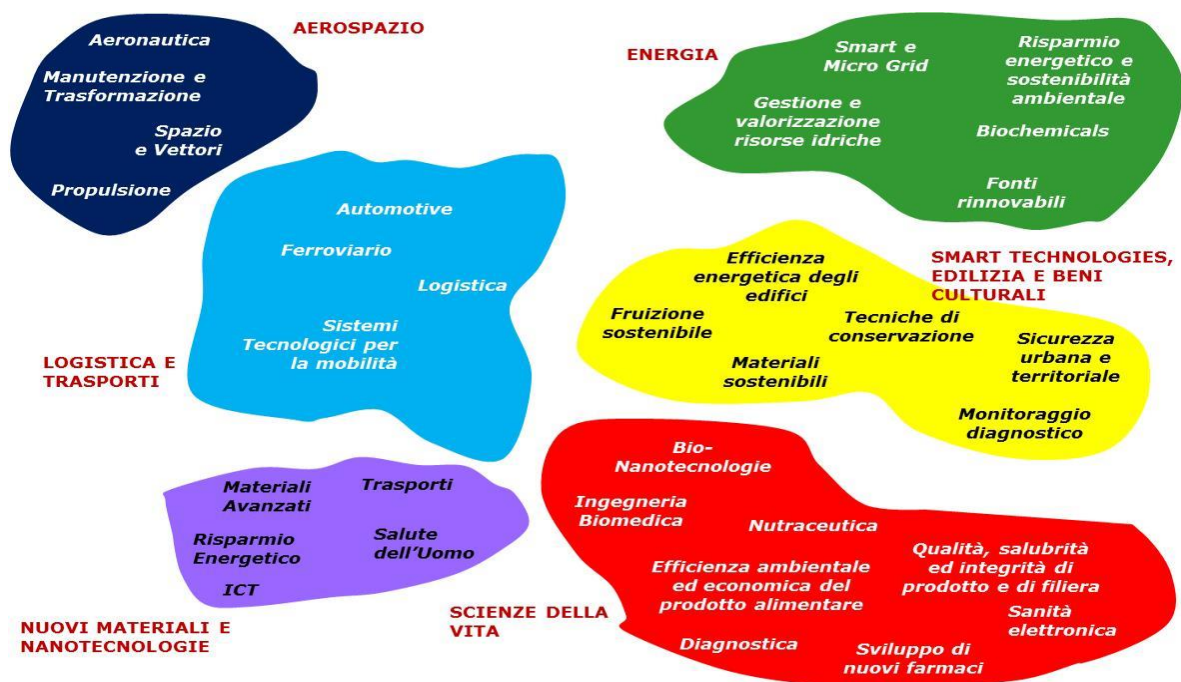 AEROSPAZIO
Aeronautica
Manutenzione e
Trasformazione
Spazio
e Vettori
Propulsione
ENERGIA
Smart e
Micro Grid
Risparmio
energetico e
sostenibilità
ambientale
Gestione e
valorizzazione
risorse idriche
Biochemicals
Fonti
rinnovabili
LOGISTICA E
TRASPORTI
Automotive
Ferroviario
Logistica
Sistemi
Tecnologici per
la mobilità
SMART TECHNOLOGIES,
EDILIZIA E BENI
CULTURALI
Efficienza
energetica degli
edifici
Fruizione
sostenibile
Tecniche di
conservazione
Materiali
sostenibili
Sicurezza
urbana e
territoriale
Monitoraggio
diagnostico
NUOVI MATERIALI E
NANOTECNOLOGIE
Materiali
Avanzati
Trasporti
Risparmio
Energetico
Salute
dell'Uomo
ICT
SCIENZE DELLA
VITA
Bio-
Nanotecnologie
Ingegneria
Biomedica
Nutraceutica
Efficienza ambientale
ed economica del
prodotto alimentare
Qualità, salubrità
ed integrità di
prodotto e di filiera
Sanità
elettronica
Diagnostica
Sviluppo di
nuovi farmaci